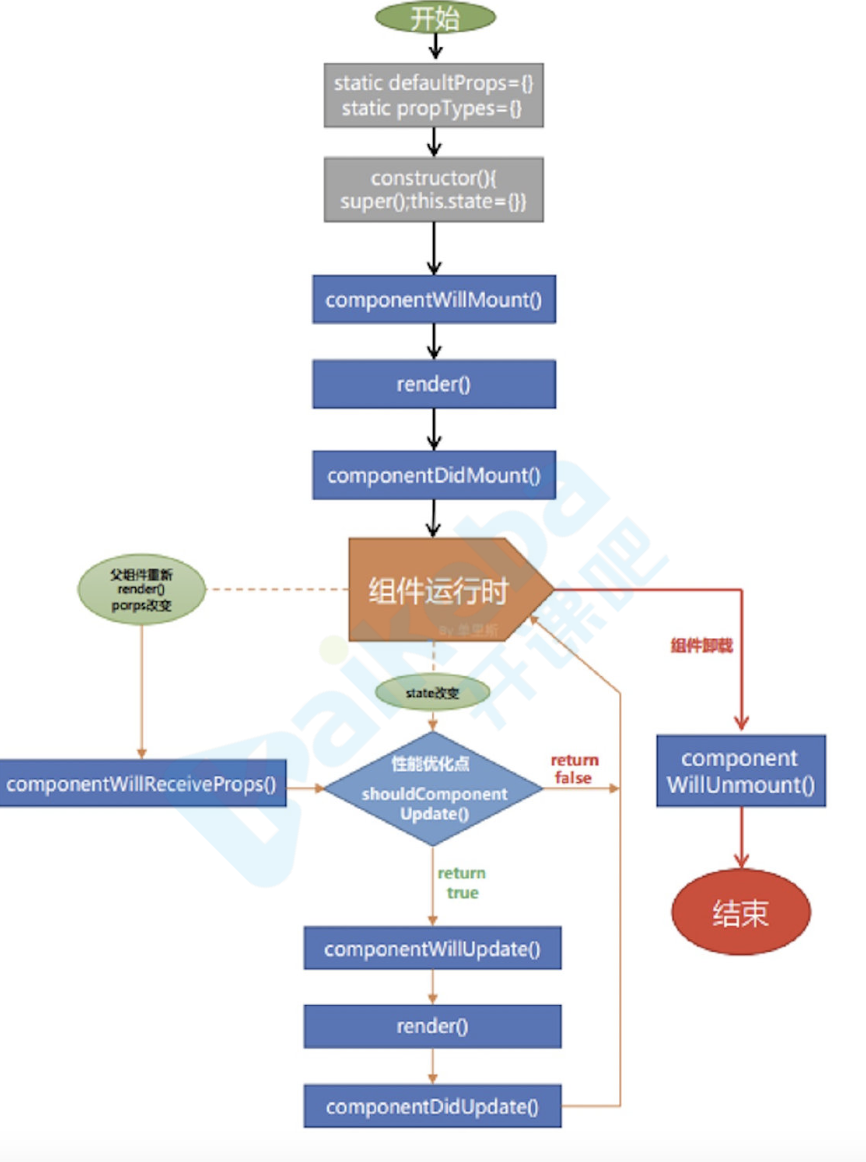 开始
static defaultProps={}
static propTypes={}
constructor(){
super();this.state={}}
componentWillMount()
render()
componentDidMount()
组件运行时
父组件重新
render()
porps改变
组件卸载
state改变
componentWillReceiveProps()
性能优化点
shouldComponent
Update()
return
false
component
WillUnmount()
return
true
结束
componentWillUpdate()
render()
componentDidUpdate()
aikeba
开课吧